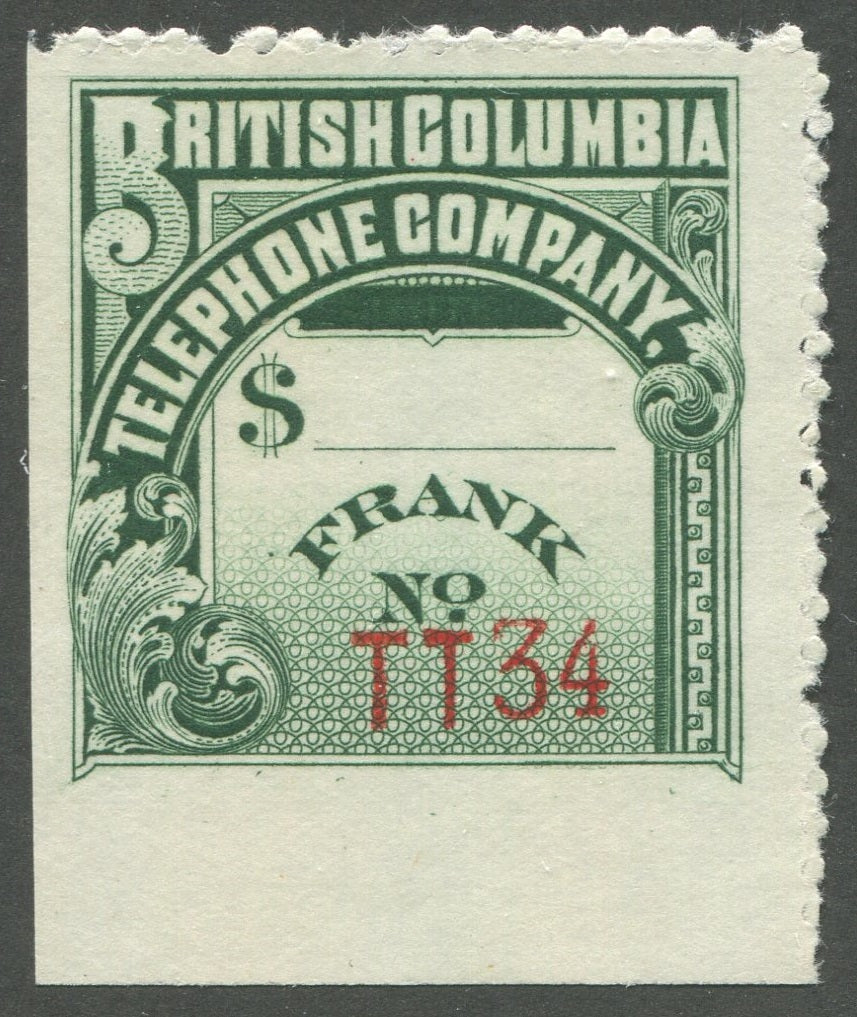 BRITISH COLUMBIA
TELEPHONE COMPANY,
$
FRANK
No
TT34